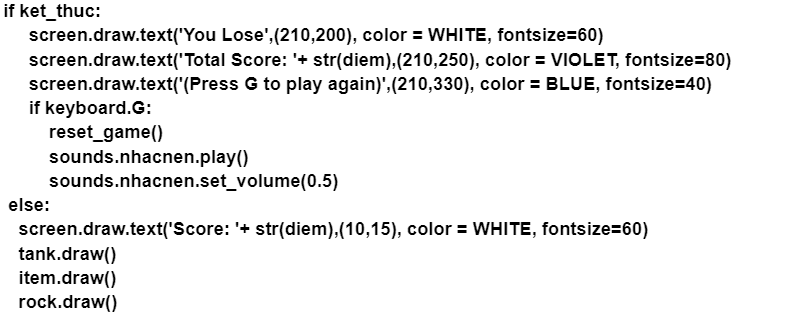 if ket_thuc:
screen.draw.text('You Lose',(210,200), color = WHITE, fontsize=60)
screen.draw.text('Total Score: '+ str(diem),(210,250), color = VIOLET, fontsize=80)
screen.draw.text('(Press G to play again)',(210,330), color = BLUE, fontsize=40)
if keyboard.G:
reset_game()
sounds.nhacnen.play()
sounds.nhacnen.set_volume(0.5)
else:
screen.draw.text('Score: '+ str(diem),(10,15), color = WHITE, fontsize=60)
tank.draw()
item.draw()
rock.draw()